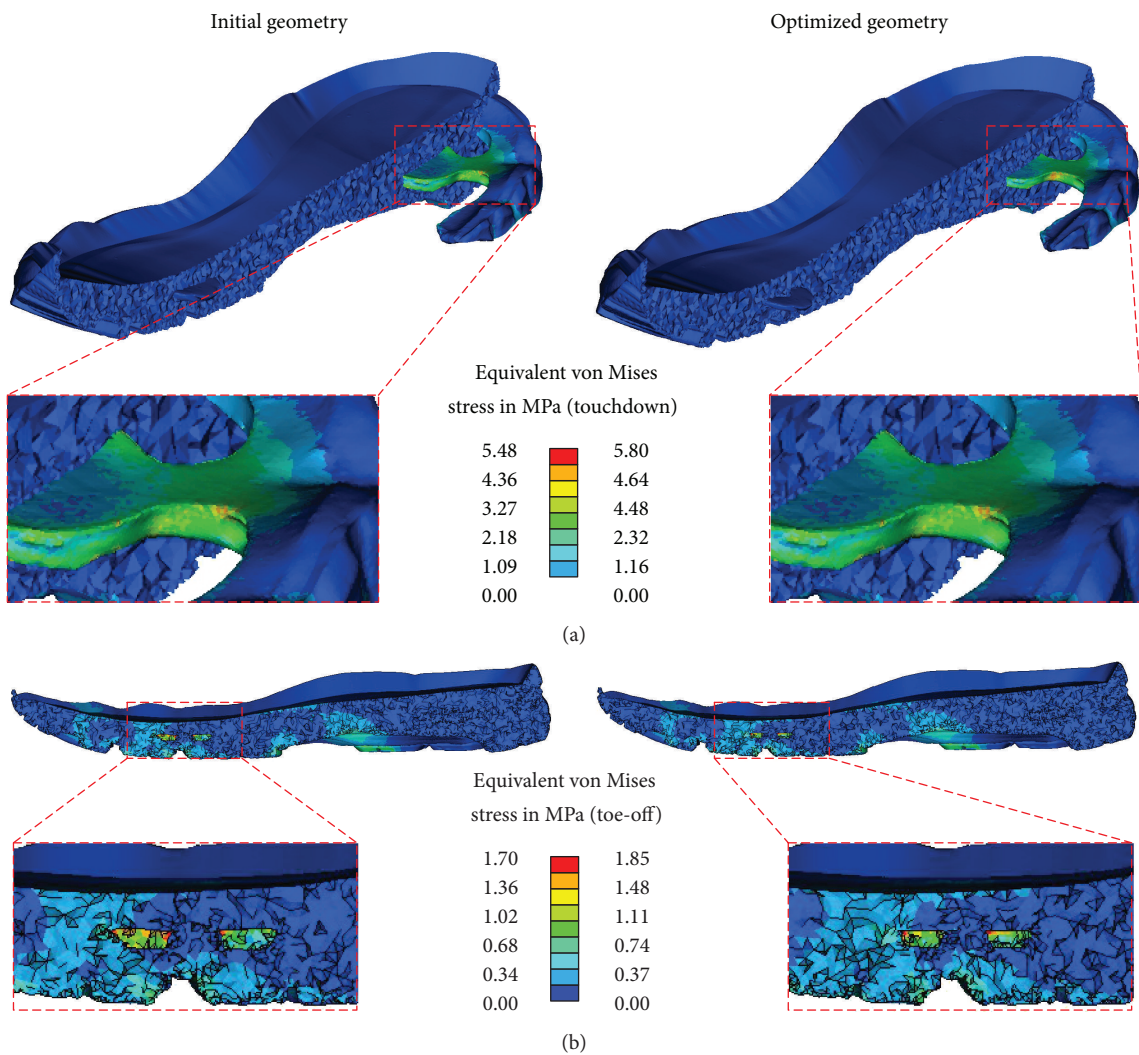 Initial geometry
Optimized geometry
Equivalent von Mises
stress in MPa (touchdown)
5.48 5.80
4.36 4.64
3.27 4.48
2.18 2.32
1.09 1.16
0.00 0.00
(a)
Equivalent von Mises
stress in MPa (toe-off)
1.70 1.85
1.36 1.48
1.02 1.11
0.68 0.74
0.34 0.37
0.00 0.00
(b)